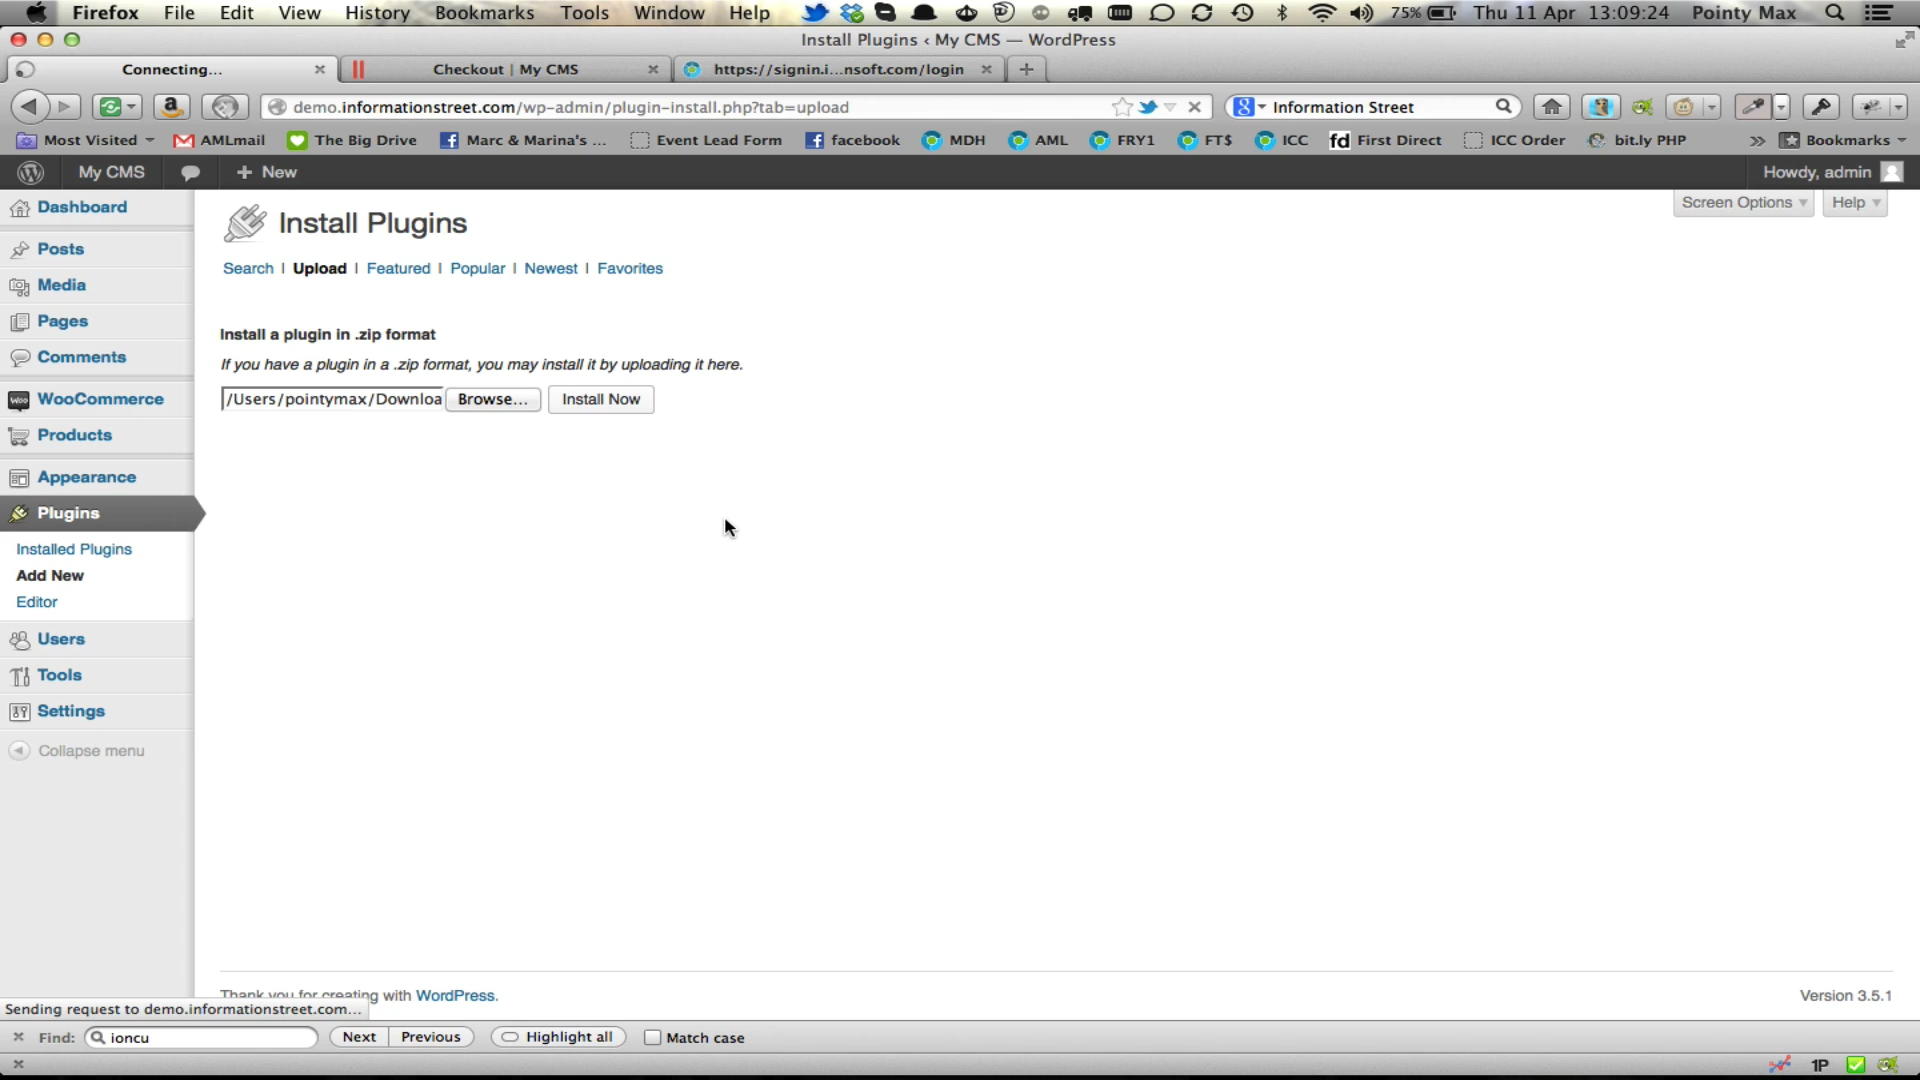 Firefox File Edit View History Bookmarks Tools Window Help 75% Thu 11 Apr 13:09:24 Pointy Max
Install Plugins ‹ My CMS — WordPress
Connecting... Checkout | My CMS https://signin.i...nsoft.com/login
demo.informationstreet.com/wp-admin/plugin-install.php?tab=upload Information Street
Most Visited AMLmail The Big Drive Marc & Marina's ... Event Lead Form facebook MDH AML FRY1 FT$ ICC fd First Direct ICC Order bit.ly PHP » Bookmarks
My CMS + New Howdy, admin
Screen Options Help
Dashboard
Posts
Media
Pages
Comments
WooCommerce
Products
Appearance
Plugins
Installed Plugins
Add New
Editor
Users
Tools
Settings
Collapse menu
Install Plugins
Search | Upload | Featured | Popular | Newest | Favorites
Install a plugin in .zip format
If you have a plugin in a .zip format, you may install it by uploading it here.
/Users/pointymax/Downloa Browse... Install Now
Thank you for creating with WordPress. Version 3.5.1
Sending request to demo.informationstreet.com...
Find: ioncu Next Previous Highlight all Match case
1P